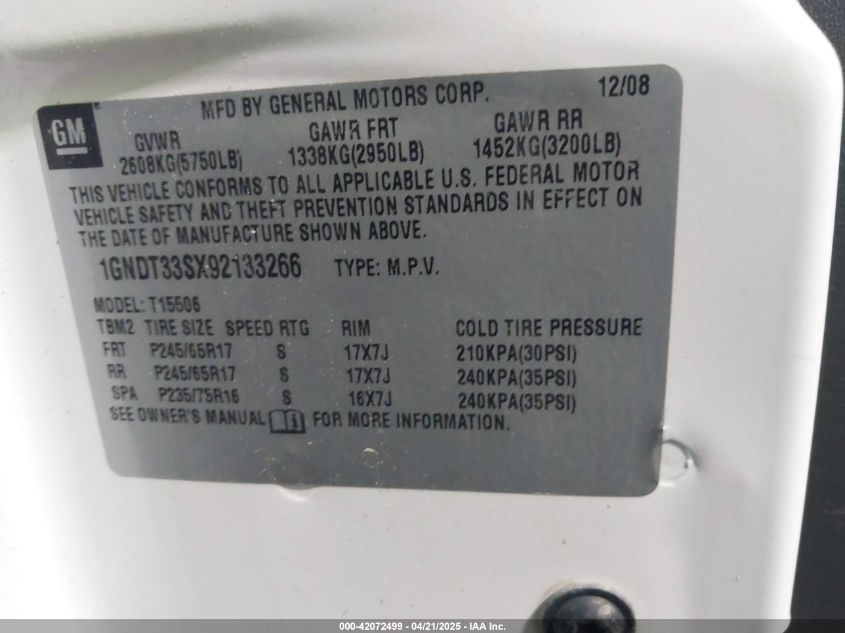 MFD BY GENERAL MOTORS CORP. 12/08
GM
GVWR GAWR FRT GAWR RR
2608KG(5750LB) 1338KG(2950LB) 1452KG(3200LB)
THIS VEHICLE CONFORMS TO ALL APPLICABLE U.S. FEDERAL MOTOR
VEHICLE SAFETY AND THEFT PREVENTION STANDARDS IN EFFECT ON
THE DATE OF MANUFACTURE SHOWN ABOVE.
1GNDT33SX92133266 TYPE: M.P.V.
MODEL: T15506
TBM2 TIRE SIZE SPEED RTG RIM COLD TIRE PRESSURE
FRT P245/65R17 S 17X7J 210KPA(30PSI)
RR P245/65R17 S 17X7J 240KPA(35PSI)
SPA P235/75R16 S 16X7J 240KPA(35PSI)
SEE OWNER'S MANUAL FOR MORE INFORMATION.
000-42072499 - 04/21/2025 - IAA Inc.